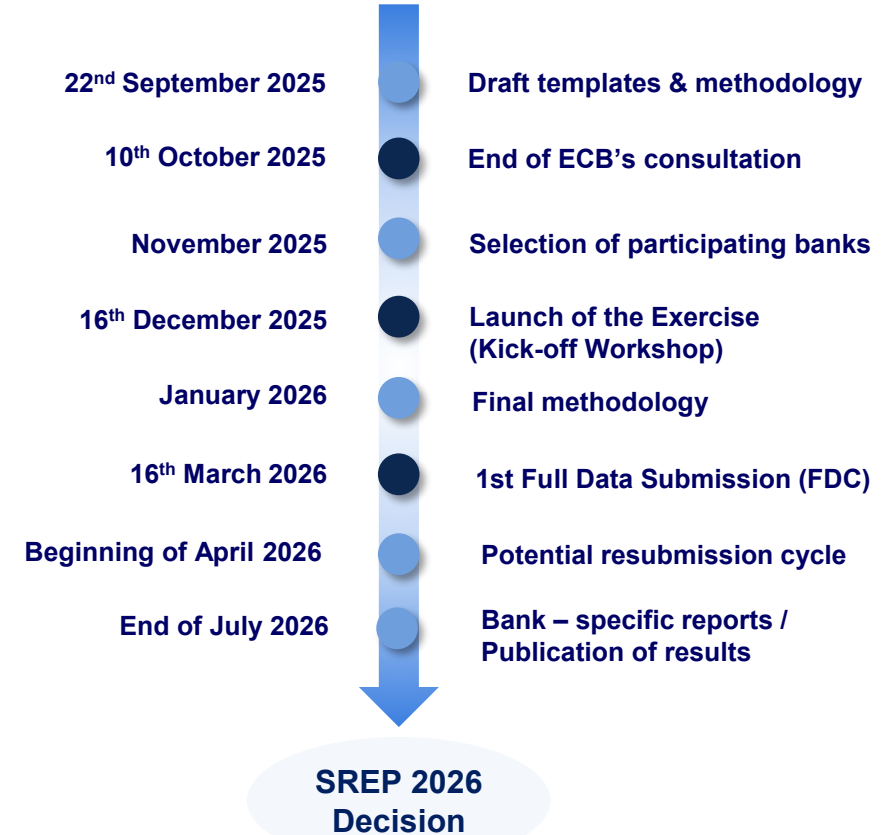 22nd September 2025 Draft templates & methodology
10th October 2025 End of ECB's consultation
November 2025 Selection of participating banks
16th December 2025 Launch of the Exercise
(Kick-off Workshop)
January 2026 Final methodology
16th March 2026 1st Full Data Submission (FDC)
Beginning of April 2026 Potential resubmission cycle
End of July 2026 Bank – specific reports /
Publication of results
SREP 2026
Decision